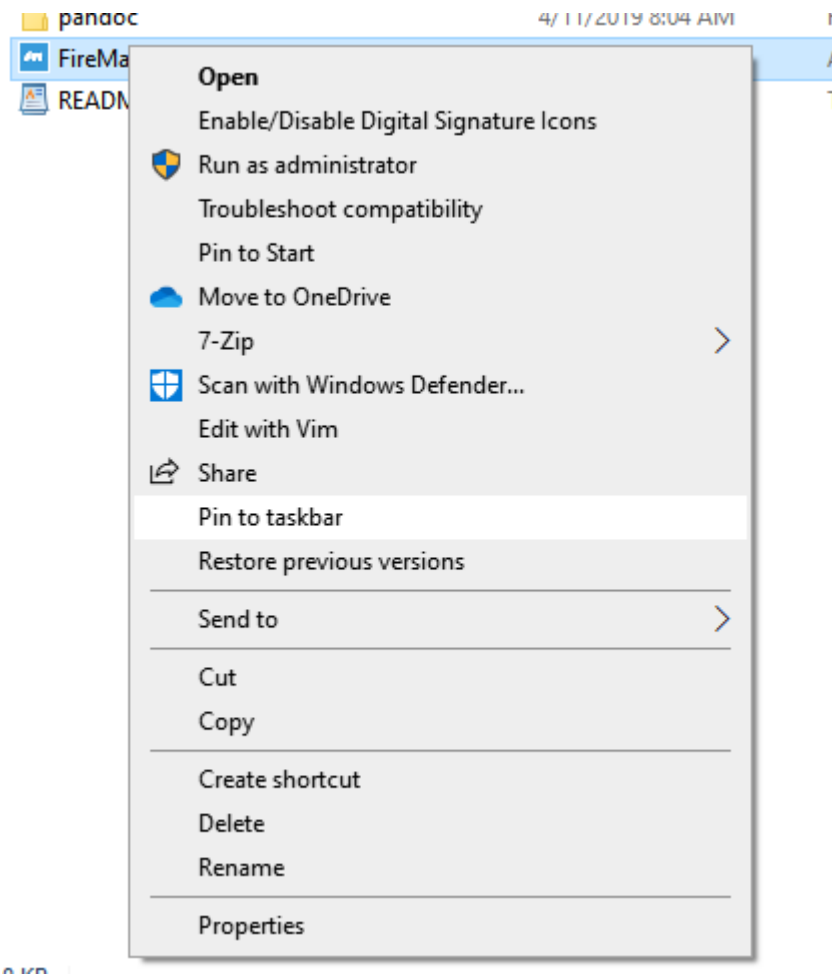 pandoc 4/11/2019 8:04 AM
FireMa
README
Open
Enable/Disable Digital Signature Icons
Run as administrator
Troubleshoot compatibility
Pin to Start
Move to OneDrive
7-Zip
Scan with Windows Defender...
Edit with Vim
Share
Pin to taskbar
Restore previous versions
Send to
Cut
Copy
Create shortcut
Delete
Rename
Properties